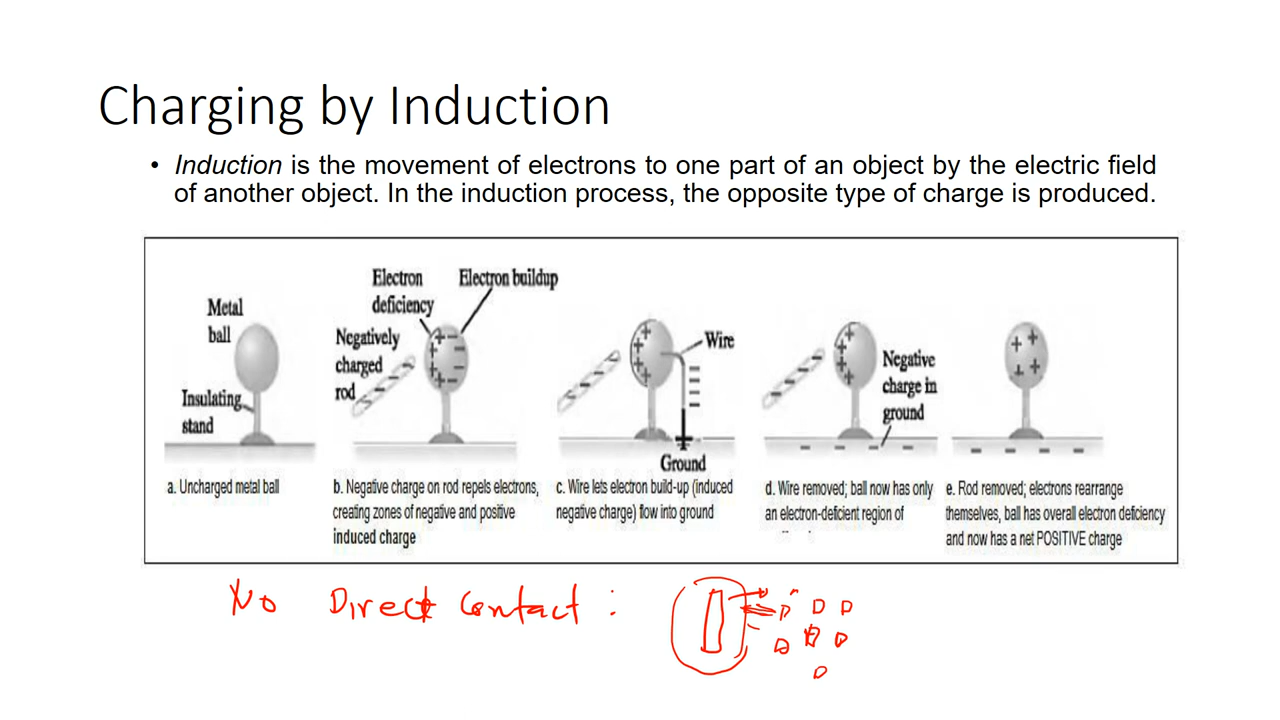 Charging by Induction
• Induction is the movement of electrons to one part of an object by the electric field
of another object. In the induction process, the opposite type of charge is produced.
Metal
ball
Insulating
stand
a. Uncharged metal ball
Electron
deficiency
Electron buildup
Negatively
charged
rod
b. Negative charge on rod repels electrons,
creating zones of negative and positive
induced charge
Wire
Ground
c. Wire lets electron build-up (induced
negative charge) flow into ground
Negative
charge in
ground
d. Wire removed; ball now has only
an electron-deficient region of
e. Rod removed; electrons rearrange
themselves, ball has overall electron deficiency
and now has a net POSITIVE charge
No Direct Contact :